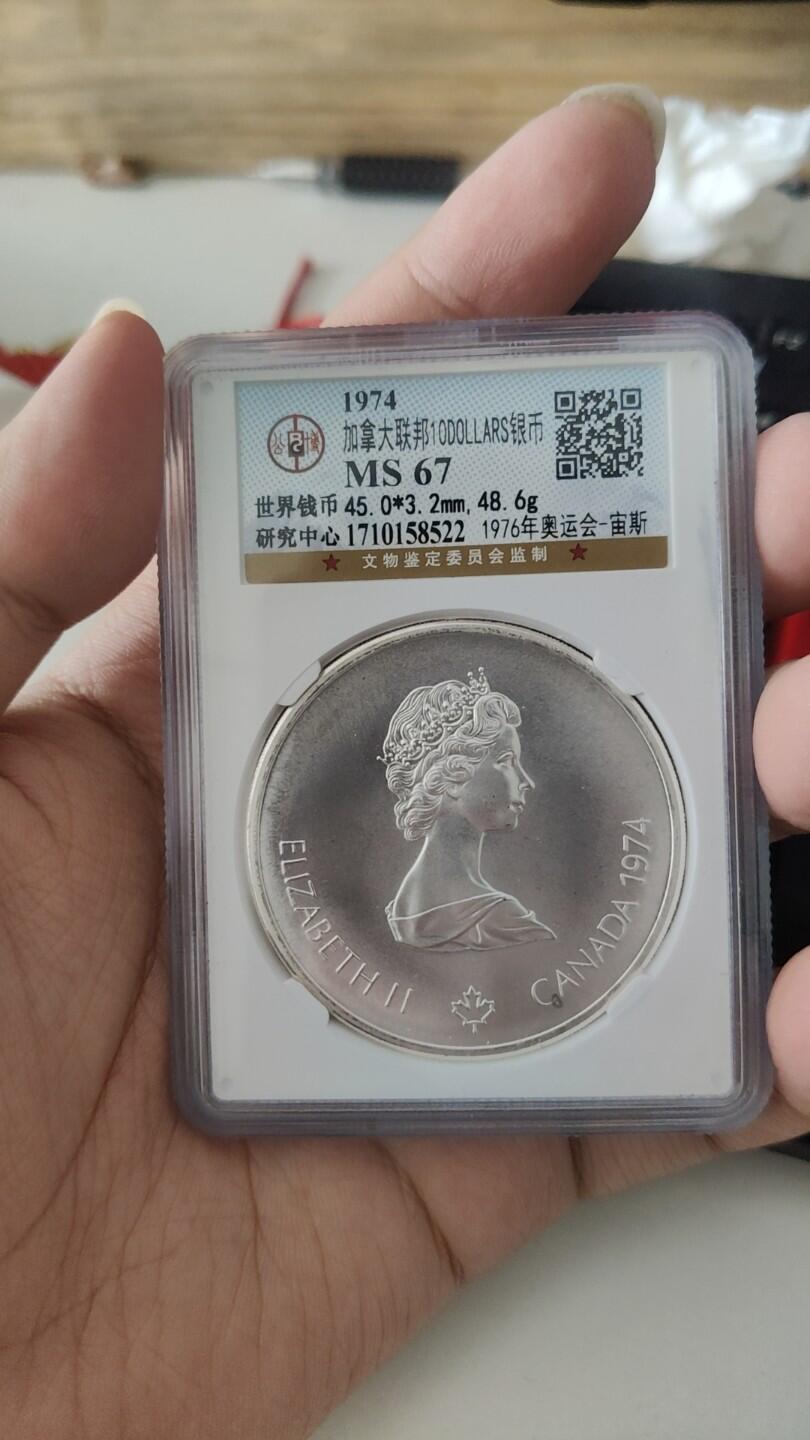 1974
加拿大联邦10DOLLARS银币
MS 67
世界钱币 45.0*3.2mm, 48.6g
研究中心 1710158522 1976年奥运会-宙斯
★ 文物鉴定委员会监制 ★
ELIZABETH II
CANADA 1974